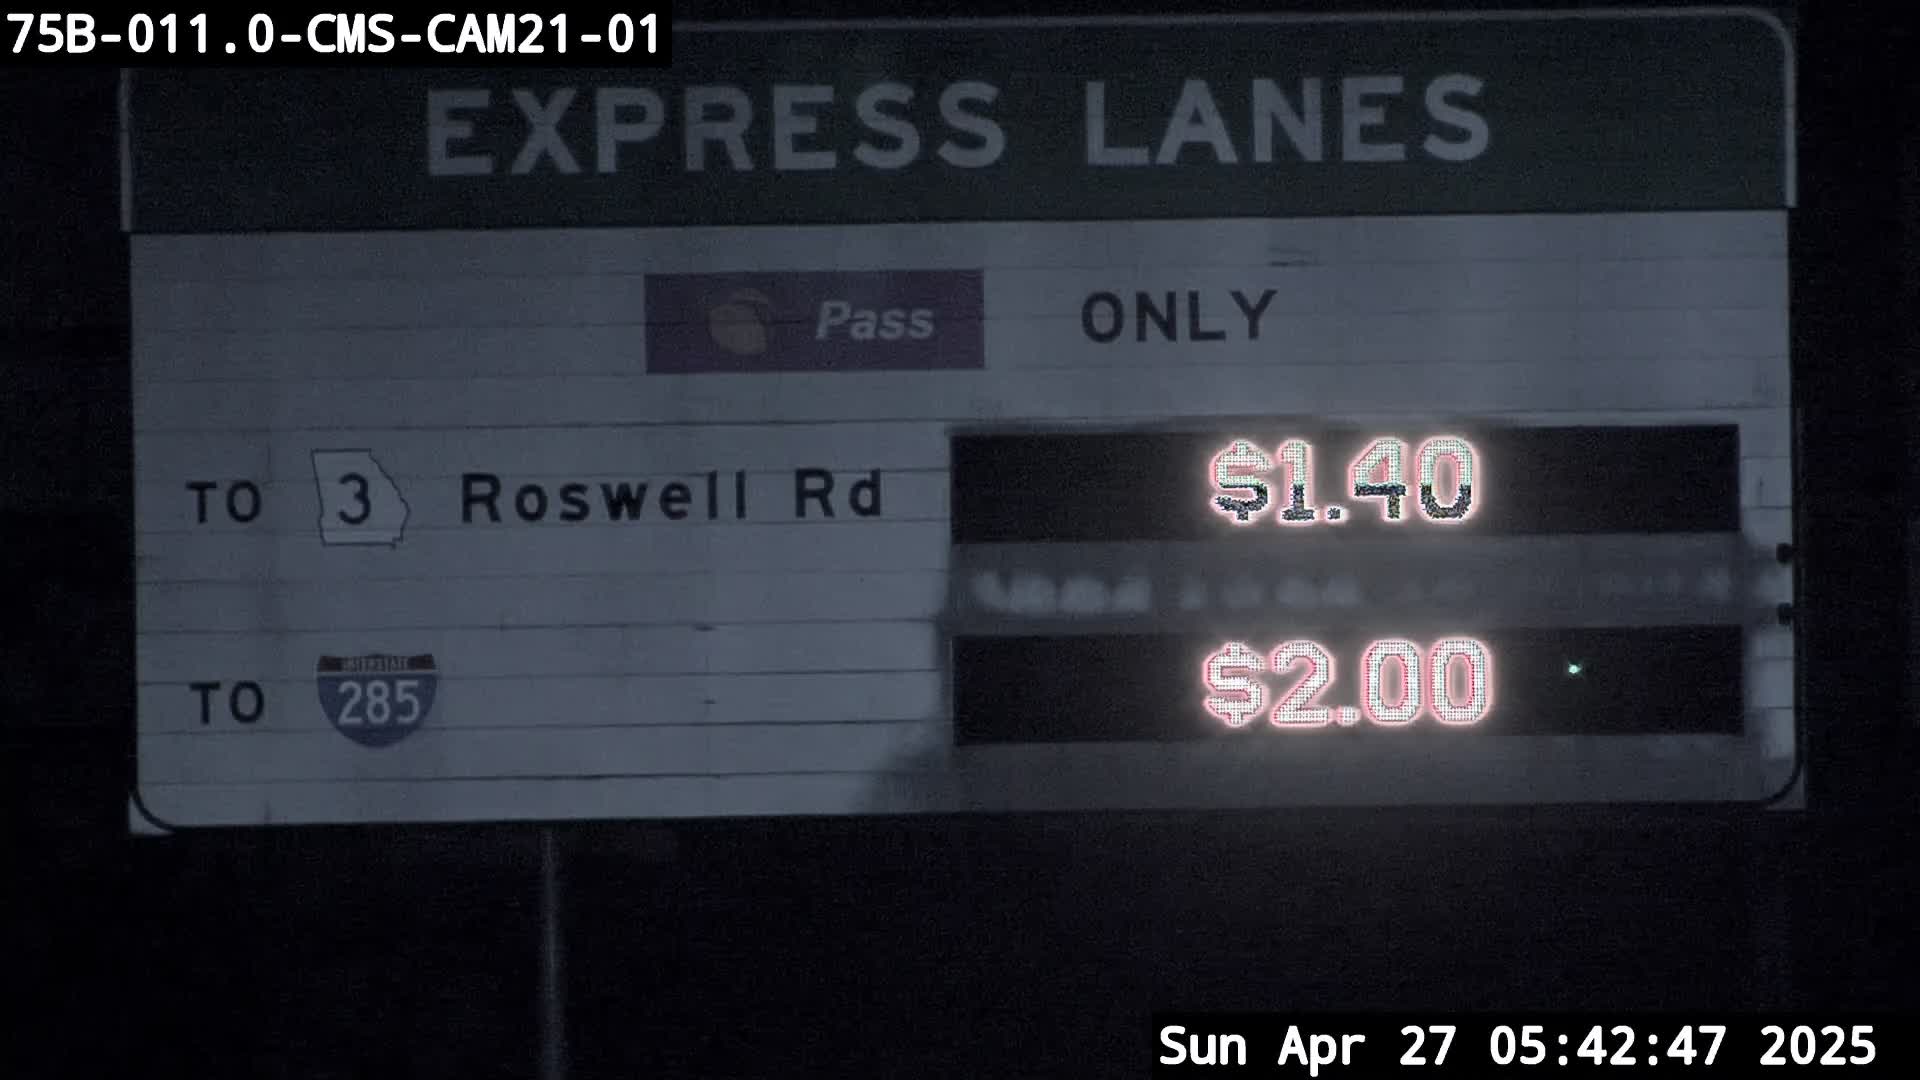 75B-011.0-CMS-CAM21-01
EXPRESS LANES
Pass ONLY
TO 3 Roswell Rd $1.40
TO INTERSTATE 285 $2.00
Sun Apr 27 05:42:47 2025